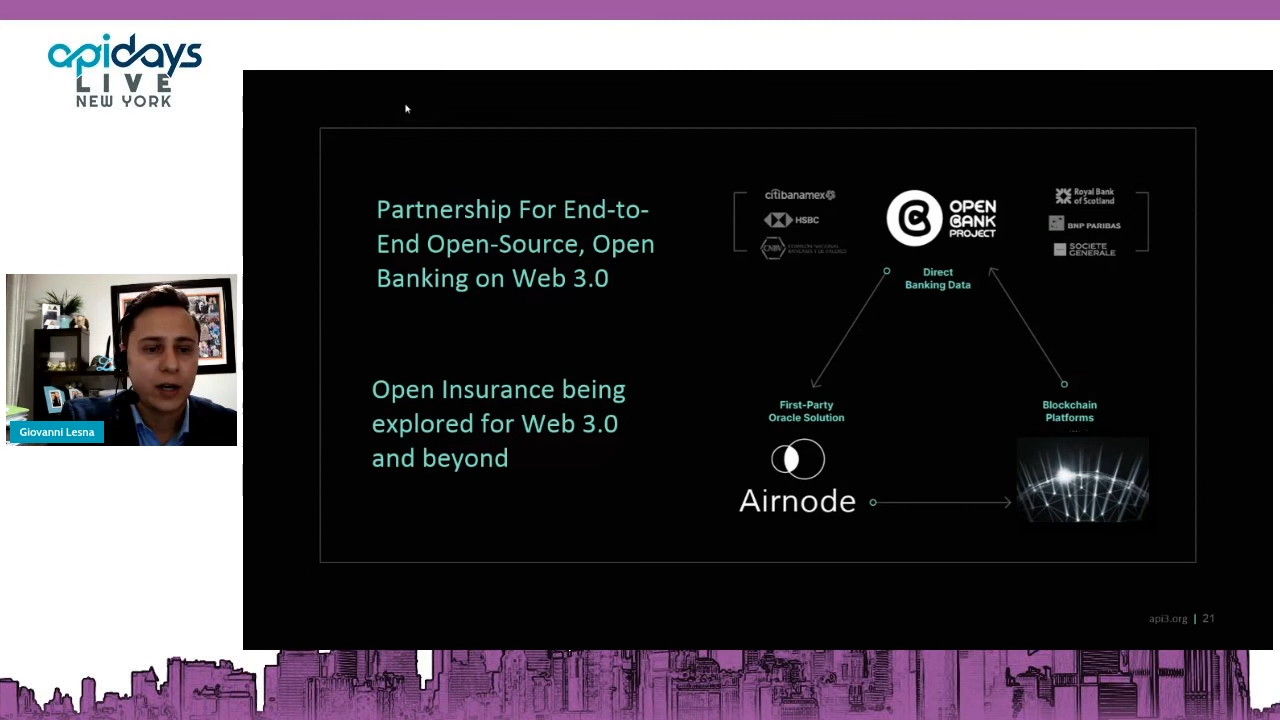 apidays
LIVE
NEW YORK
Partnership For End-to-
End Open-Source, Open
Banking on Web 3.0
Open Insurance being
explored for Web 3.0
and beyond
citibanamex
HSBC
CNBV
OPEN
BANK
PROJECT
Royal Bank
of Scotland
BNP PARIBAS
SOCIETE
GENERALE
Direct
Banking Data
First-Party
Oracle Solution
Blockchain
Platforms
Airnode
Giovanni Lesna
api3.org | 21